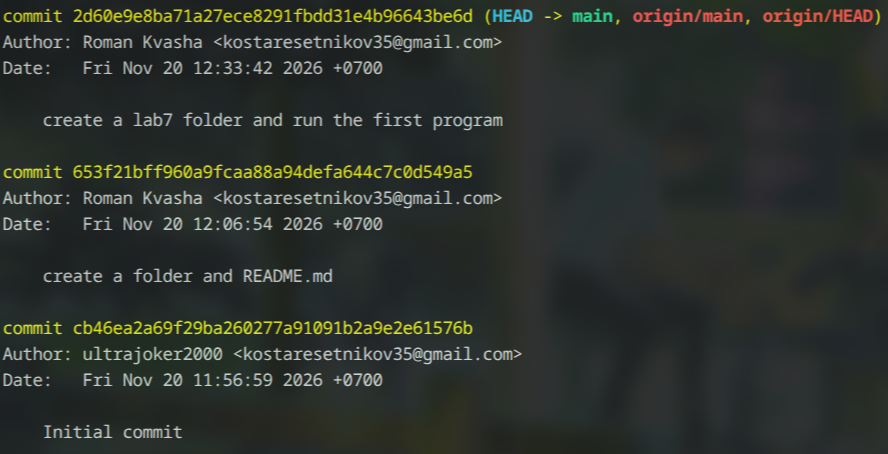 commit 2d60e9e8ba71a27ece8291fbdd31e4b96643be6d (HEAD -> main, origin/main, origin/HEAD)
Author: Roman Kvasha <kostaresetnikov35@gmail.com>
Date:   Fri Nov 20 12:33:42 2026 +0700
create a lab7 folder and run the first program
commit 653f21bff960a9fcaa88a94defa644c7c0d549a5
Author: Roman Kvasha <kostaresetnikov35@gmail.com>
Date:   Fri Nov 20 12:06:54 2026 +0700
create a folder and README.md
commit cb46ea2a69f29ba260277a91091b2a9e2e61576b
Author: ultrajoker2000 <kostaresetnikov35@gmail.com>
Date:   Fri Nov 20 11:56:59 2026 +0700
Initial commit